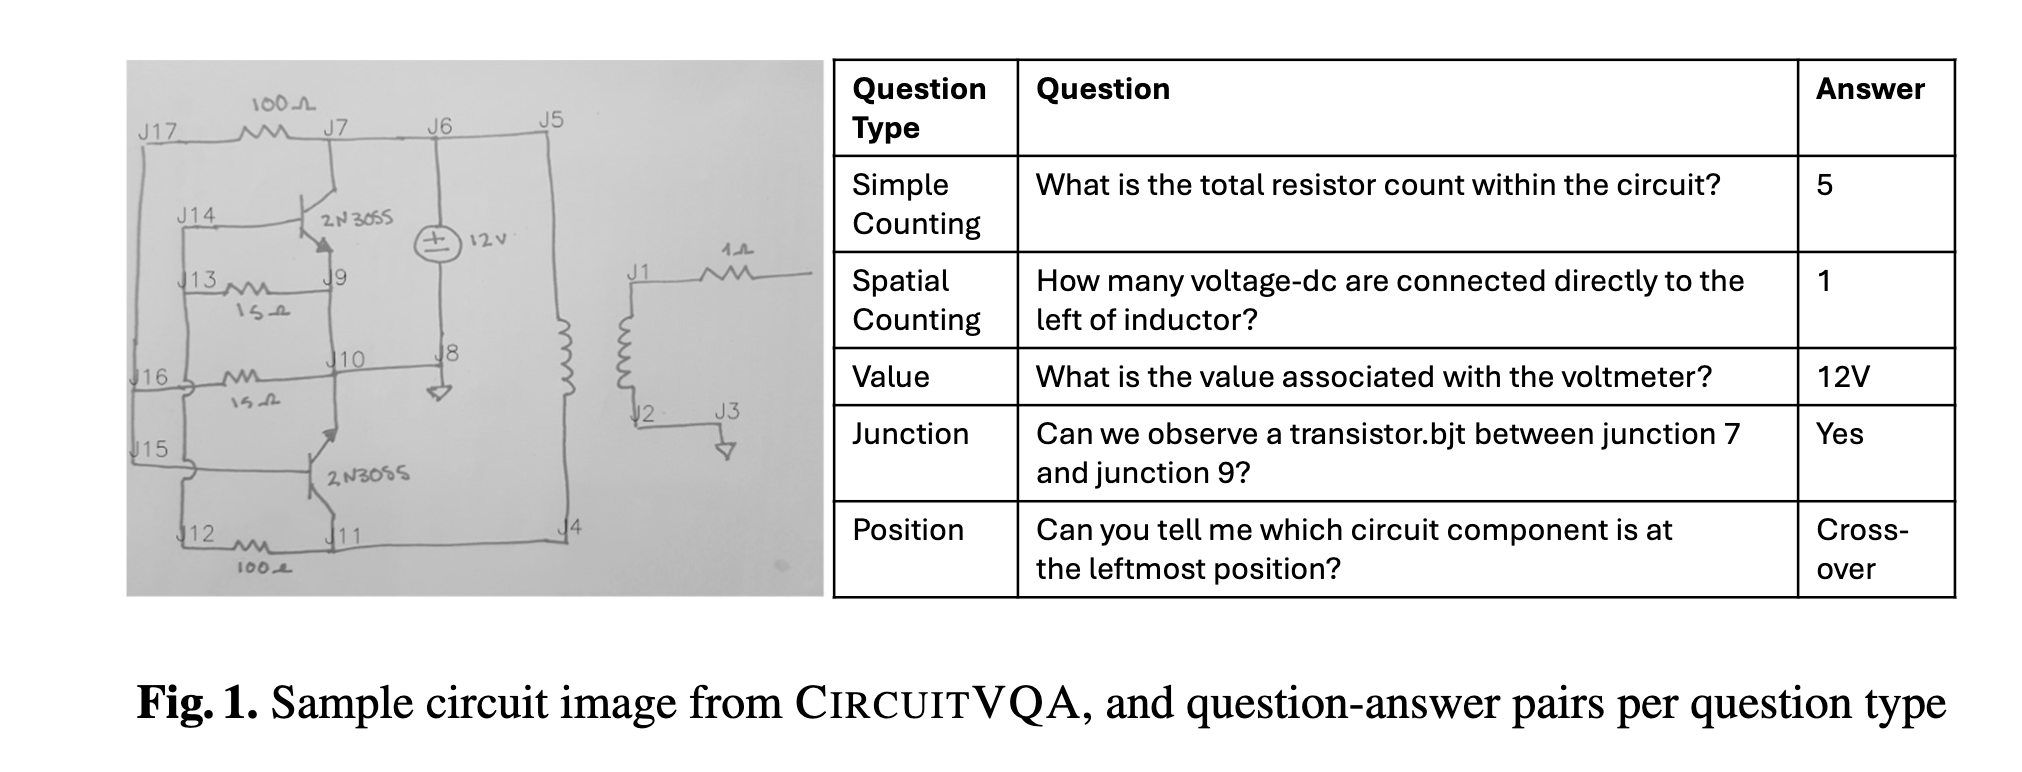 100Ω
J17
J7
J6
J5
J14
2N3055
12V
1Ω
J1
J13
J9
15Ω
J10
J8
J16
15Ω
J2
J3
J15
2N3055
J12
J11
J4
100Ω
Question Type
Question
Answer
Simple Counting
What is the total resistor count within the circuit?
5
Spatial Counting
How many voltage-dc are connected directly to the
left of inductor?
1
Value
What is the value associated with the voltmeter?
12V
Junction
Can we observe a transistor.bjt between junction 7
and junction 9?
Yes
Position
Can you tell me which circuit component is at
the leftmost position?
Cross-
over
Fig. 1. Sample circuit image from CIRCUITVQA, and question-answer pairs per question type